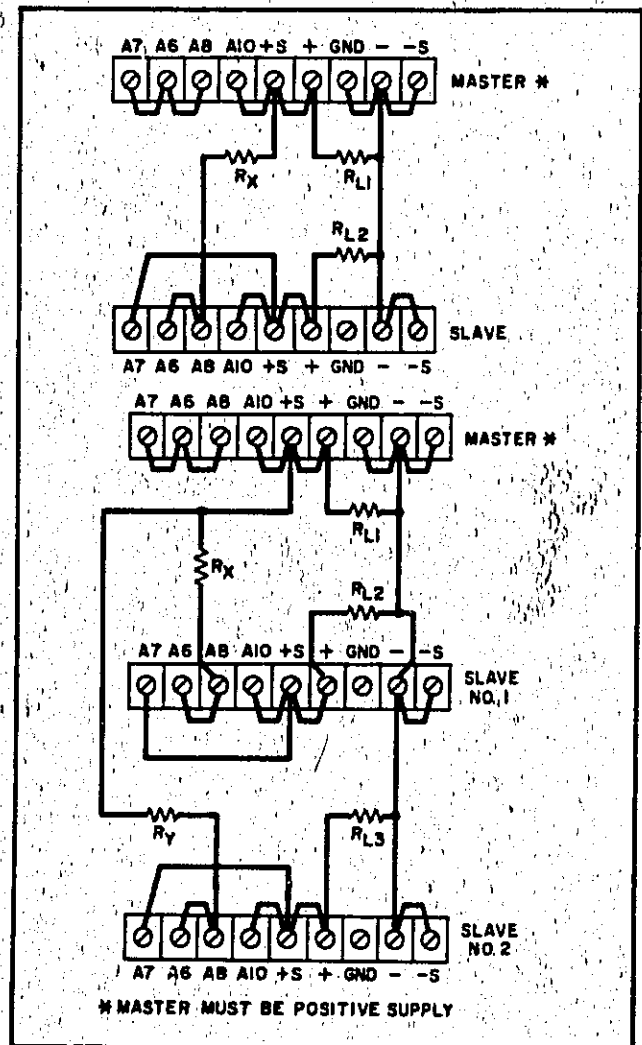 A7 A6 A8 A10 +S + GND - -S
MASTER *
RX
RL1
RL2
SLAVE
A7 A6 A8 A10 +S + GND - -S
A7 A6 A8 A10 +S + GND - -S
MASTER *
RL1
RX
RL2
A7 A6 A8 A10 +S + GND - -S
SLAVE
NO. 1
RY
RL3
SLAVE
NO. 2
A7 A6 A8 A10 +S + GND - -S
* MASTER MUST BE POSITIVE SUPPLY